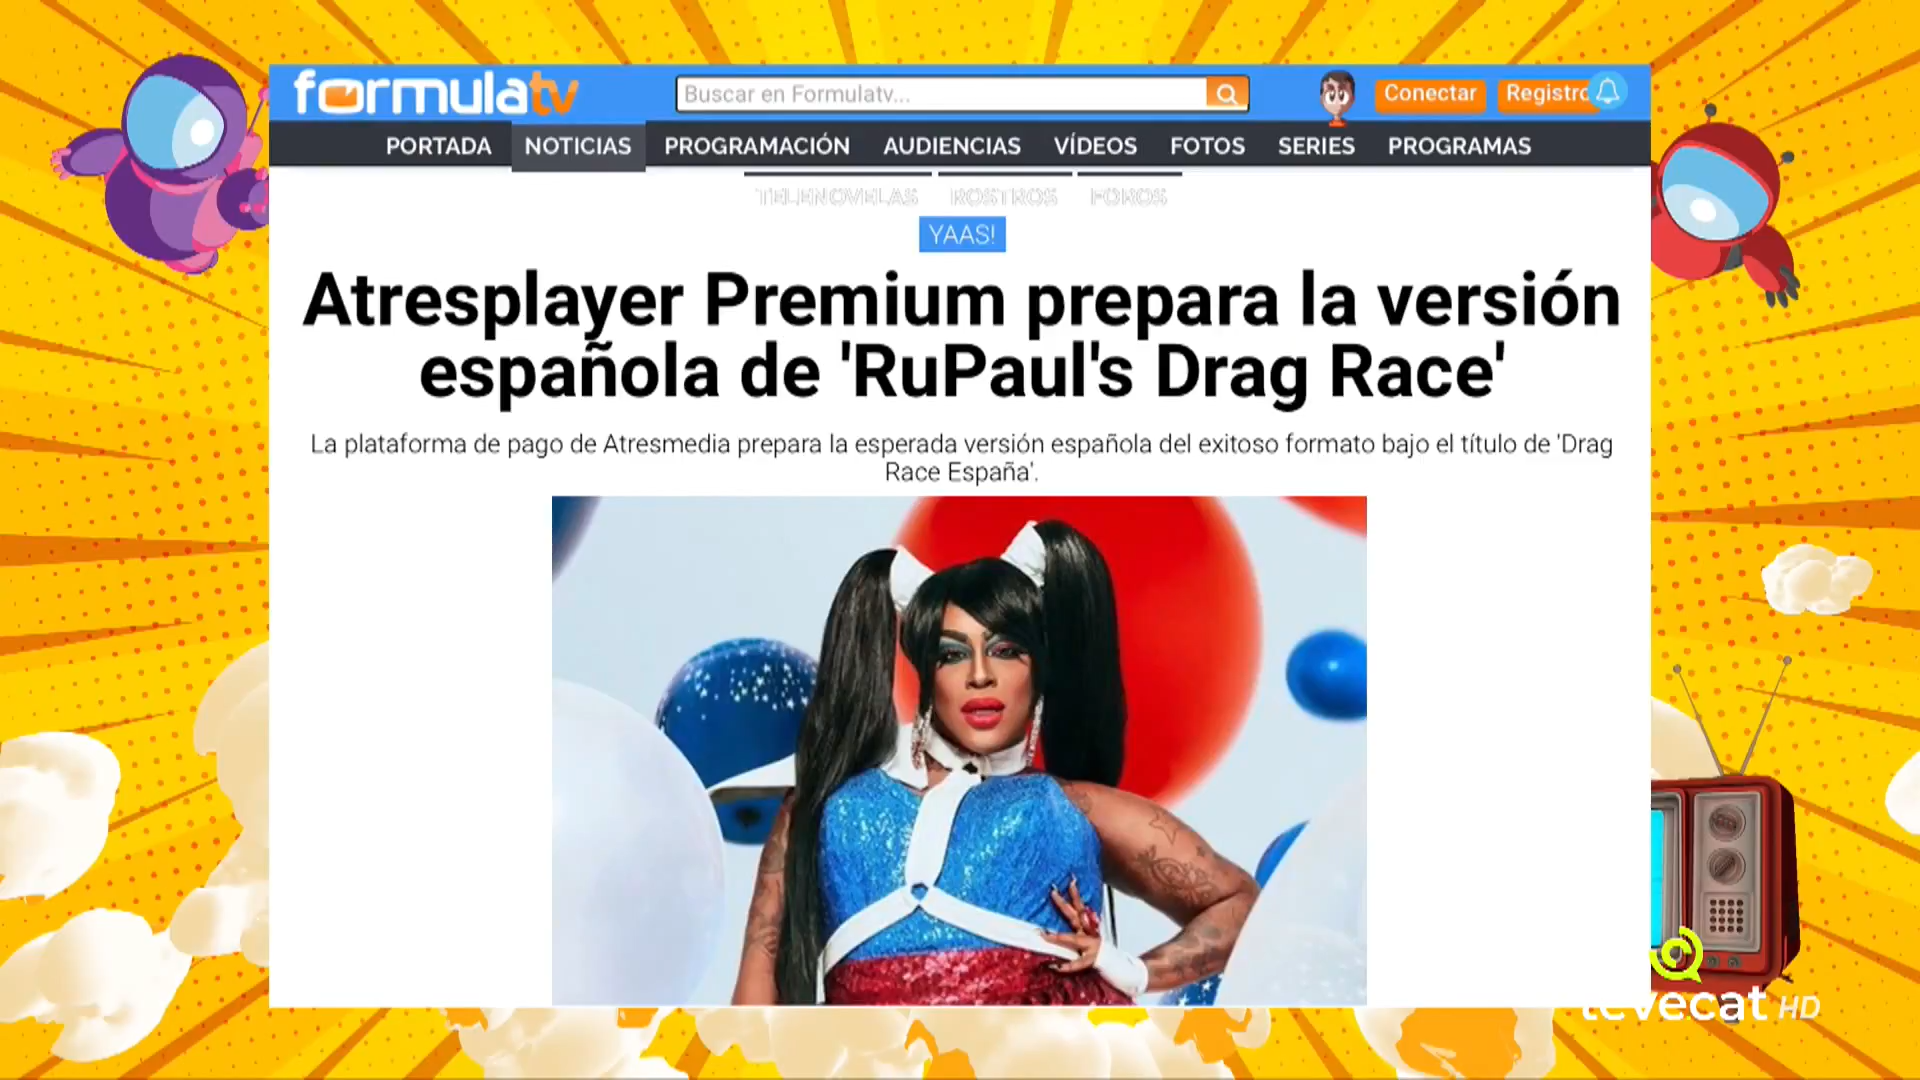 formulatv
Buscar en Formulatv...
Conectar
Registro
PORTADA NOTICIAS PROGRAMACIÓN AUDIENCIAS VÍDEOS FOTOS SERIES PROGRAMAS
TELENOVELAS ROSTROS FOROS
YAAS!
Atresplayer Premium prepara la versión
española de 'RuPaul's Drag Race'
La plataforma de pago de Atresmedia prepara la esperada versión española del exitoso formato bajo el título de 'Drag
Race España'.
tevecat HD